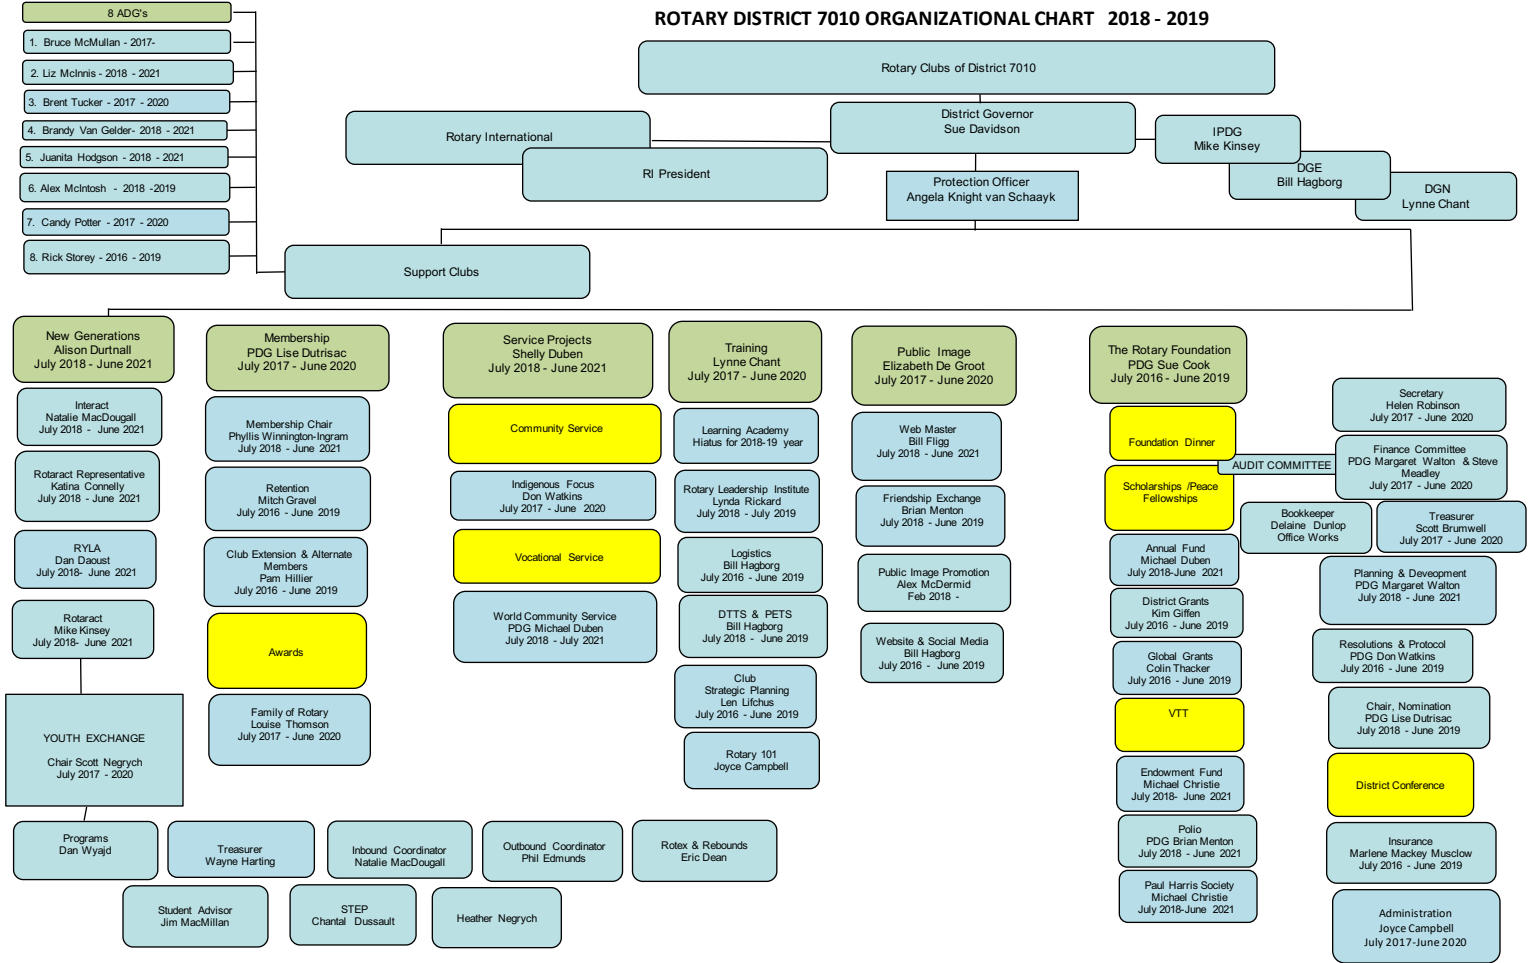 ROTARY DISTRICT 7010 ORGANIZATIONAL CHART 2018 - 2019
8 ADG's
1. Bruce McMullan - 2017-
2. Liz McInnis - 2018 - 2021
3. Brent Tucker - 2017 - 2020
4. Brandy Van Gelder- 2018 - 2021
5. Juanita Hodgson - 2018 - 2021
6. Alex McIntosh - 2018 -2019
7. Candy Potter - 2017 - 2020
8. Rick Storey - 2016 - 2019
Rotary Clubs of District 7010
District Governor
Sue Davidson
Rotary International
RI President
IPDG
Mike Kinsey
DGE
Bill Hagborg
DGN
Lynne Chant
Protection Officer
Angela Knight van Schaayk
Support Clubs
New Generations
Alison Durtnall
July 2018 - June 2021
Interact
Natalie MacDougall
July 2018 - June 2021
Rotaract Representative
Katina Connelly
July 2018 - June 2021
RYLA
Dan Daoust
July 2018- June 2021
Rotaract
Mike Kinsey
July 2018- June 2021
YOUTH EXCHANGE
Chair Scott Negrych
July 2017 - 2020
Programs
Dan Wyajd
Treasurer
Wayne Harting
Inbound Coordinator
Natalie MacDougall
Outbound Coordinator
Phil Edmunds
Rotex & Rebounds
Eric Dean
Student Advisor
Jim MacMillan
STEP
Chantal Dussault
Heather Negrych
Membership
PDG Lise Dutrisac
July 2017 - June 2020
Membership Chair
Phyllis Winnington-Ingram
July 2018 - June 2021
Retention
Mitch Gravel
July 2016 - June 2019
Club Extension & Alternate
Members
Pam Hillier
July 2016 - June 2019
Awards
Family of Rotary
Louise Thomson
July 2017 - June 2020
Service Projects
Shelly Duben
July 2018 - June 2021
Community Service
Indigenous Focus
Don Watkins
July 2017 - June 2020
Vocational Service
World Community Service
PDG Michael Duben
July 2018 - July 2021
Training
Lynne Chant
July 2017 - June 2020
Learning Academy
Hiatus for 2018-19 year
Rotary Leadership Institute
Lynda Rickard
July 2018 - July 2019
Logistics
Bill Hagborg
July 2016 - June 2019
DTTS & PETS
Bill Hagborg
July 2018 - June 2019
Club
Strategic Planning
Len Lifchus
July 2016 - June 2019
Rotary 101
Joyce Campbell
Public Image
Elizabeth De Groot
July 2017 - June 2020
Web Master
Bill Fligg
July 2018 - June 2021
Friendship Exchange
Brian Menton
July 2018 - June 2019
Public Image Promotion
Alex McDermid
Feb 2018 -
Website & Social Media
Bill Hagborg
July 2016 - June 2019
The Rotary Foundation
PDG Sue Cook
July 2016 - June 2019
Foundation Dinner
Scholarships /Peace
Fellowships
Annual Fund
Michael Duben
July 2018-June 2021
District Grants
Kim Giffen
July 2016 - June 2019
Global Grants
Colin Thacker
July 2016 - June 2019
VTT
Endowment Fund
Michael Christie
July 2018- June 2021
Polio
PDG Brian Menton
July 2018 - June 2021
Paul Harris Society
Michael Christie
July 2018-June 2021
Secretary
Helen Robinson
July 2017 - June 2020
AUDIT COMMITTEE
Finance Committee
PDG Margaret Walton & Steve
Meadley
July 2017 - June 2020
Bookkeeper
Delaine Dunlop
Office Works
Treasurer
Scott Brumwell
July 2017 - June 2020
Planning & Deveopment
PDG Margaret Walton
July 2018 - June 2021
Resolutions & Protocol
PDG Don Watkins
July 2016 - June 2019
Chair, Nomination
PDG Lise Dutrisac
July 2018 - June 2019
District Conference
Insurance
Marlene Mackey Musclow
July 2016 - June 2019
Administration
Joyce Campbell
July 2017-June 2020